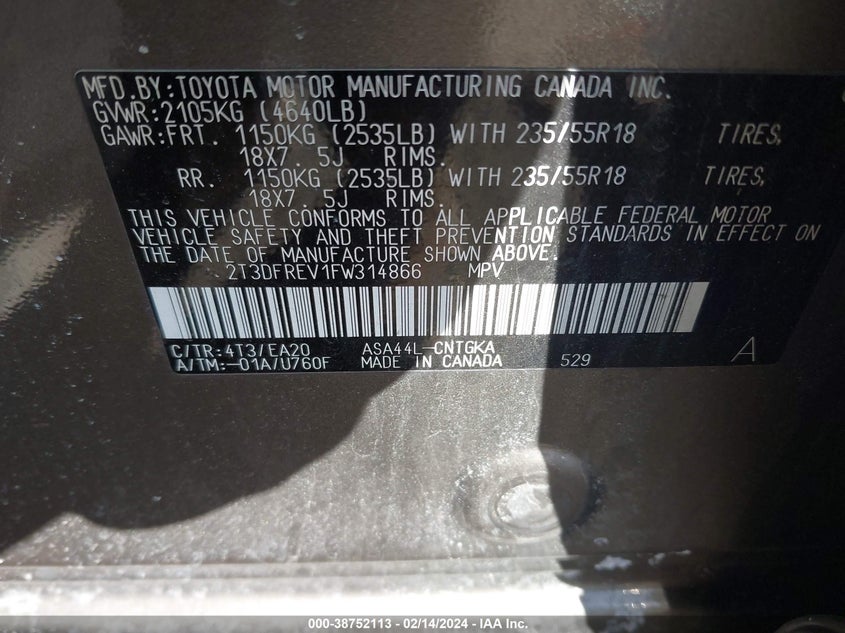 MFD.BY:TOYOTA MOTOR MANUFACTURING CANADA INC.
GVWR:2105KG (4640LB)
GAWR:FRT. 1150KG (2535LB) WITH 235/55R18 TIRES,
18X7. 5J RIMS.
RR. 1150KG (2535LB) WITH 235/55R18 TIRES,
18X7. 5J RIMS.
THIS VEHICLE CONFORMS TO ALL APPLICABLE FEDERAL MOTOR
VEHICLE SAFETY AND THEFT PREVENTION STANDARDS IN EFFECT ON
THE DATE OF MANUFACTURE SHOWN ABOVE.
2T3DFREV1FW314866 MPV
C/TR:4T3/EA20 ASA44L-CNTGKA
A/TM:-01A/U760F MADE IN CANADA 529 A
000-38752113 - 02/14/2024 - IAA Inc.